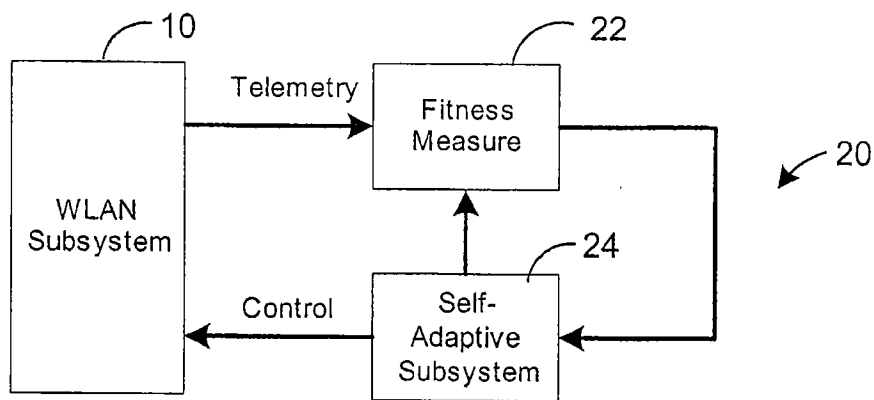 10
22
Telemetry
Fitness
Measure
20
WLAN
Subsystem
24
Control
Self-
Adaptive
Subsystem